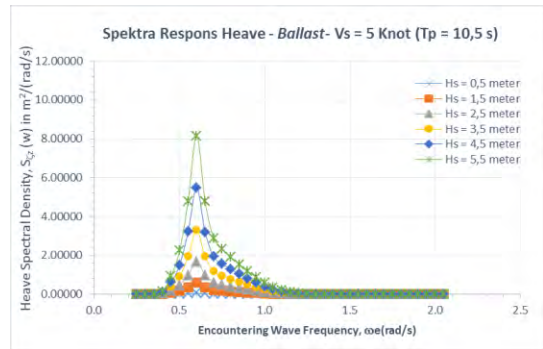 Spektra Respons Heave - Ballast- Vs = 5 Knot (Tp = 10,5 s)
Heave Spectral Density, Sζz (w) in m²/(rad/s)
12.00000
10.00000
8.00000
6.00000
4.00000
2.00000
0.00000
Hs = 0,5 meter
Hs = 1,5 meter
Hs = 2,5 meter
Hs = 3,5 meter
Hs = 4,5 meter
Hs = 5,5 meter
0.0 0.5 1.0 1.5 2.0 2.5
Encountering Wave Frequency, ωe(rad/s)